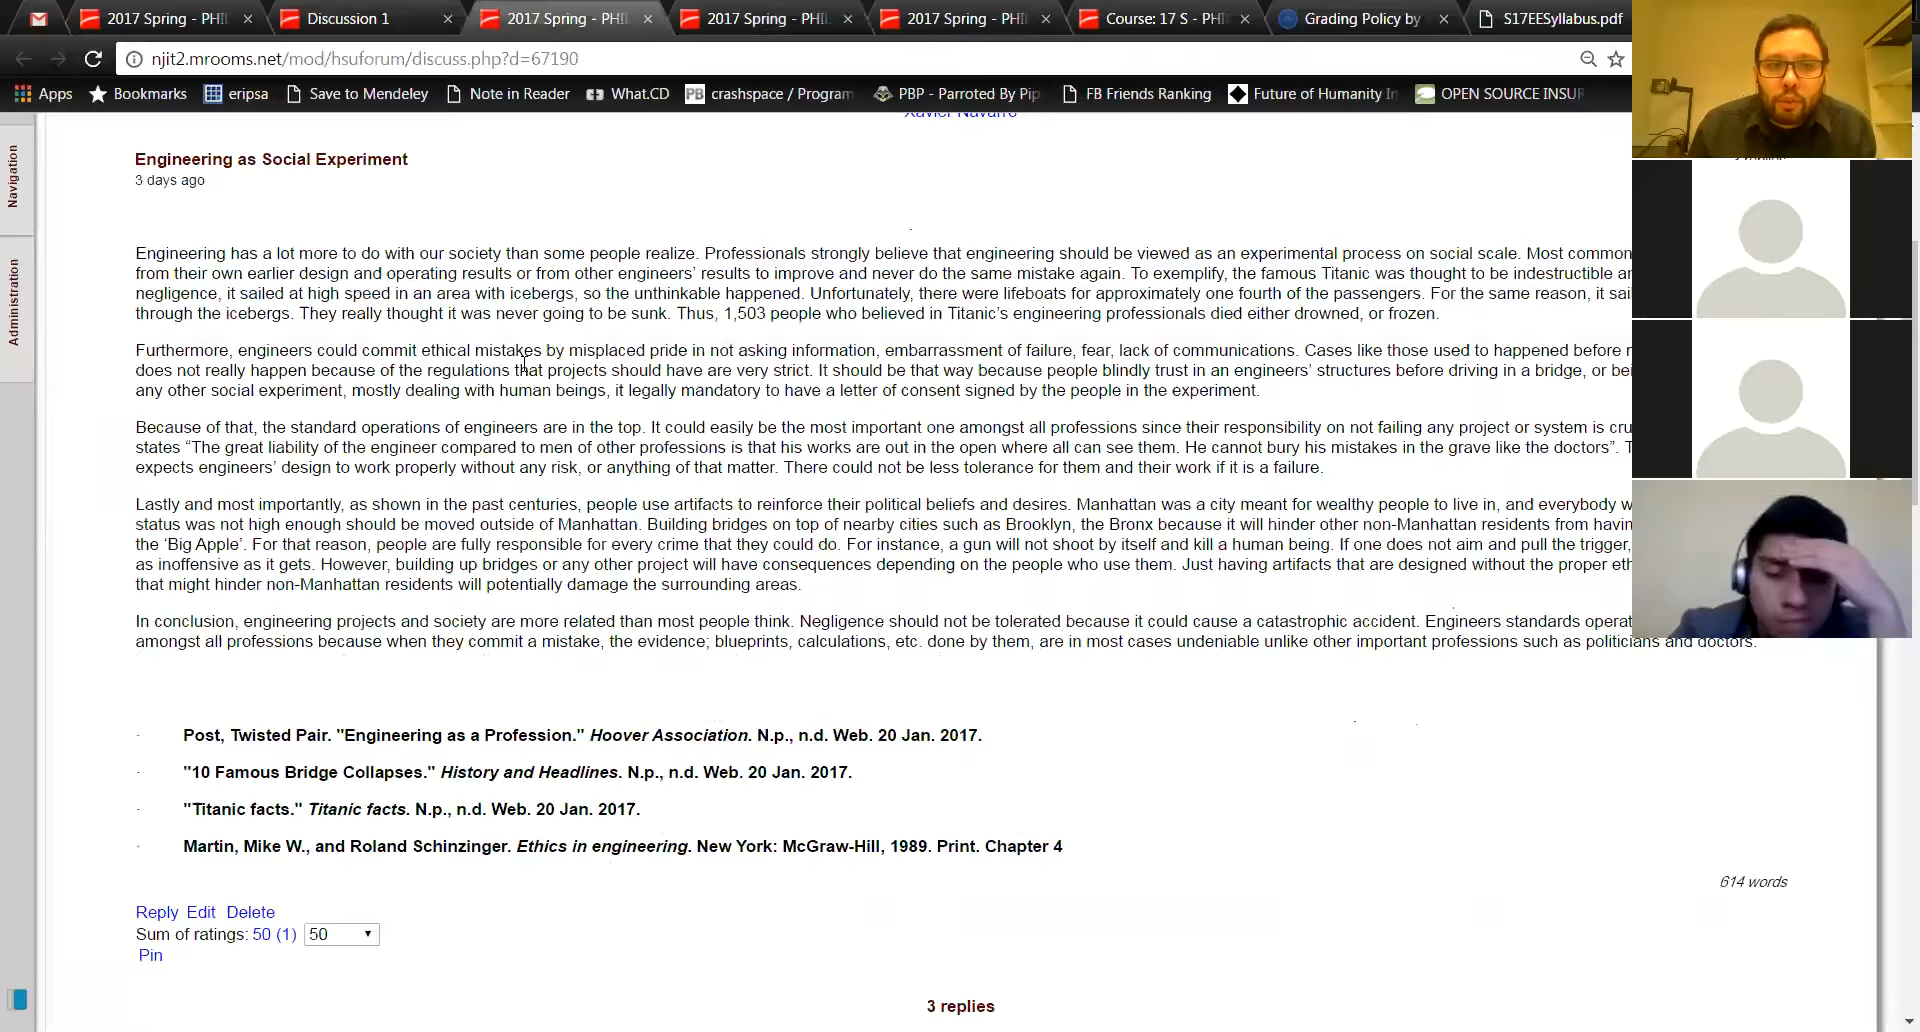 2017 Spring - PHI
Discussion 1
2017 Spring - PHI
2017 Spring - PHI
2017 Spring - PHI
Course: 17 S - PHI
Grading Policy by
S17EESyllabus.pdf
njit2.mrooms.net/mod/hsuforum/discuss.php?d=67190
Apps
Bookmarks
eripsa
Save to Mendeley
Note in Reader
What.CD
PB crashspace / Program
PBP - Parroted By Pip
FB Friends Ranking
Future of Humanity In
OPEN SOURCE INSUR
Navigation
Administration
Xavier Navarro
Engineering as Social Experiment
3 days ago
Engineering has a lot more to do with our society than some people realize. Professionals strongly believe that engineering should be viewed as an experimental process on social scale. Most common
from their own earlier design and operating results or from other engineers’ results to improve and never do the same mistake again. To exemplify, the famous Titanic was thought to be indestructible
negligence, it sailed at high speed in an area with icebergs, so the unthinkable happened. Unfortunately, there were lifeboats for approximately one fourth of the passengers. For the same reason, it sai
through the icebergs. They really thought it was never going to be sunk. Thus, 1,503 people who believed in Titanic’s engineering professionals died either drowned, or frozen.
Furthermore, engineers could commit ethical mistakes by misplaced pride in not asking information, embarrassment of failure, fear, lack of communications. Cases like those used to happened before
does not really happen because of the regulations that projects should have are very strict. It should be that way because people blindly trust in an engineers’ structures before driving in a bridge, or bei
any other social experiment, mostly dealing with human beings, it legally mandatory to have a letter of consent signed by the people in the experiment.
Because of that, the standard operations of engineers are in the top. It could easily be the most important one amongst all professions since their responsibility on not failing any project or system is cru
states “The great liability of the engineer compared to men of other professions is that his works are out in the open where all can see them. He cannot bury his mistakes in the grave like the doctors”. T
expects engineers’ design to work properly without any risk, or anything of that matter. There could not be less tolerance for them and their work if it is a failure.
Lastly and most importantly, as shown in the past centuries, people use artifacts to reinforce their political beliefs and desires. Manhattan was a city meant for wealthy people to live in, and everybody w
status was not high enough should be moved outside of Manhattan. Building bridges on top of nearby cities such as Brooklyn, the Bronx because it will hinder other non-Manhattan residents from havin
the ‘Big Apple’. For that reason, people are fully responsible for every crime that they could do. For instance, a gun will not shoot by itself and kill a human being. If one does not aim and pull the trigger,
as inoffensive as it gets. However, building up bridges or any other project will have consequences depending on the people who use them. Just having artifacts that are designed without the proper eth
that might hinder non-Manhattan residents will potentially damage the surrounding areas.
In conclusion, engineering projects and society are more related than most people think. Negligence should not be tolerated because it could cause a catastrophic accident. Engineers standards operat
amongst all professions because when they commit a mistake, the evidence; blueprints, calculations, etc. done by them, are in most cases undeniable unlike other important professions such as politicians and doctors.
Post, Twisted Pair. "Engineering as a Profession." Hoover Association. N.p., n.d. Web. 20 Jan. 2017.
"10 Famous Bridge Collapses." History and Headlines. N.p., n.d. Web. 20 Jan. 2017.
"Titanic facts." Titanic facts. N.p., n.d. Web. 20 Jan. 2017.
Martin, Mike W., and Roland Schinzinger. Ethics in engineering. New York: McGraw-Hill, 1989. Print. Chapter 4
614 words
Reply Edit Delete
Sum of ratings: 50 (1) 50
Pin
3 replies